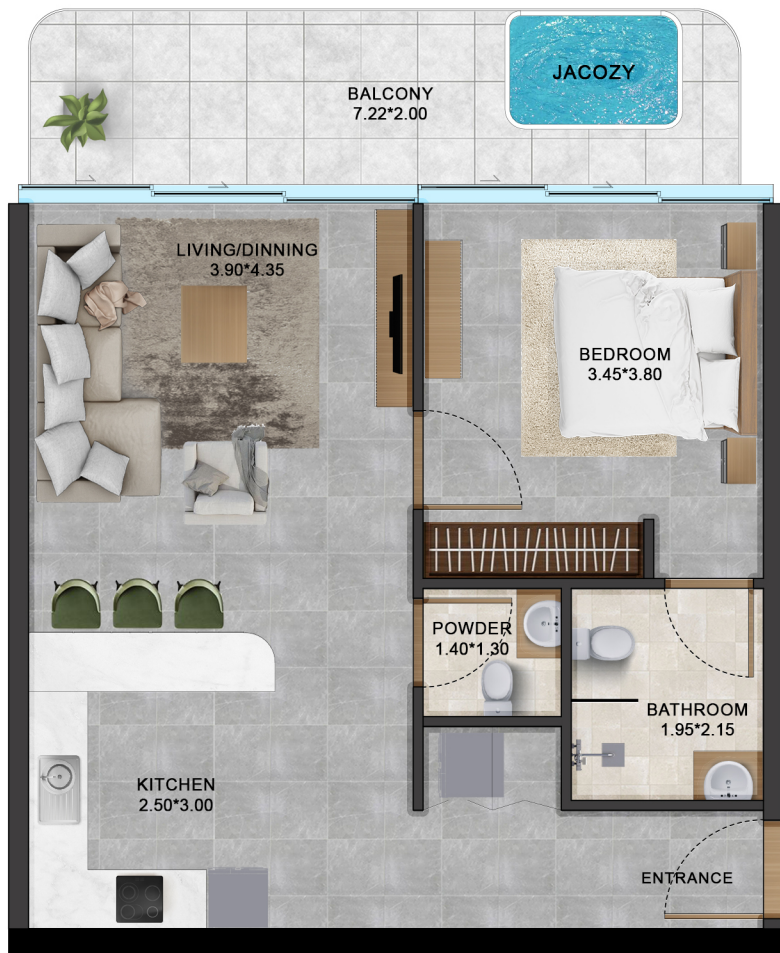 JACOZY
BALCONY
7.22*2.00
LIVING/DINNING
3.90*4.35
BEDROOM
3.45*3.80
POWDER
1.40*1.30
BATHROOM
1.95*2.15
KITCHEN
2.50*3.00
ENTRANCE